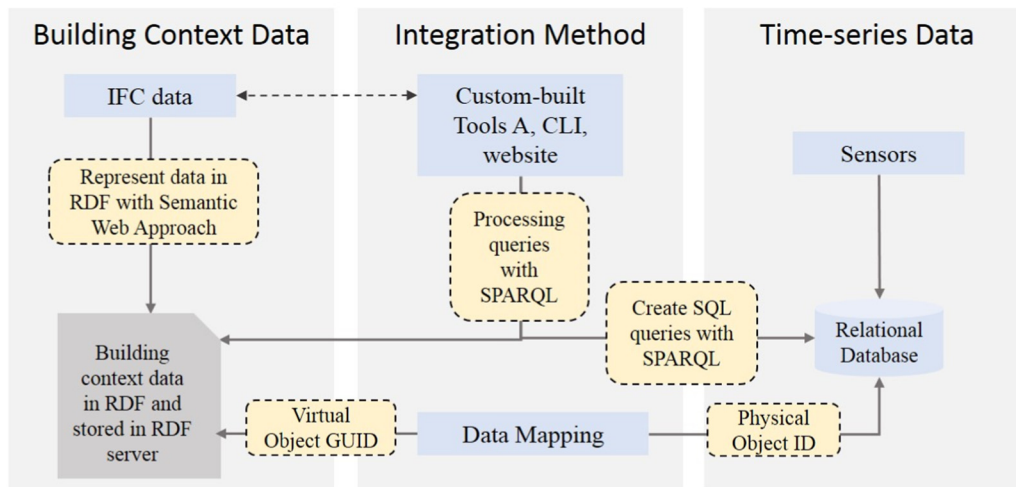 Building Context Data
Integration Method
Time-series Data
IFC data
Custom-built
Tools A, CLI,
website
Sensors
Represent data in
RDF with Semantic
Web Approach
Processing
queries
with
SPARQL
Create SQL
queries with
SPARQL
Relational
Database
Building
context data
in RDF and
stored in RDF
server
Virtual
Object GUID
Data Mapping
Physical
Object ID